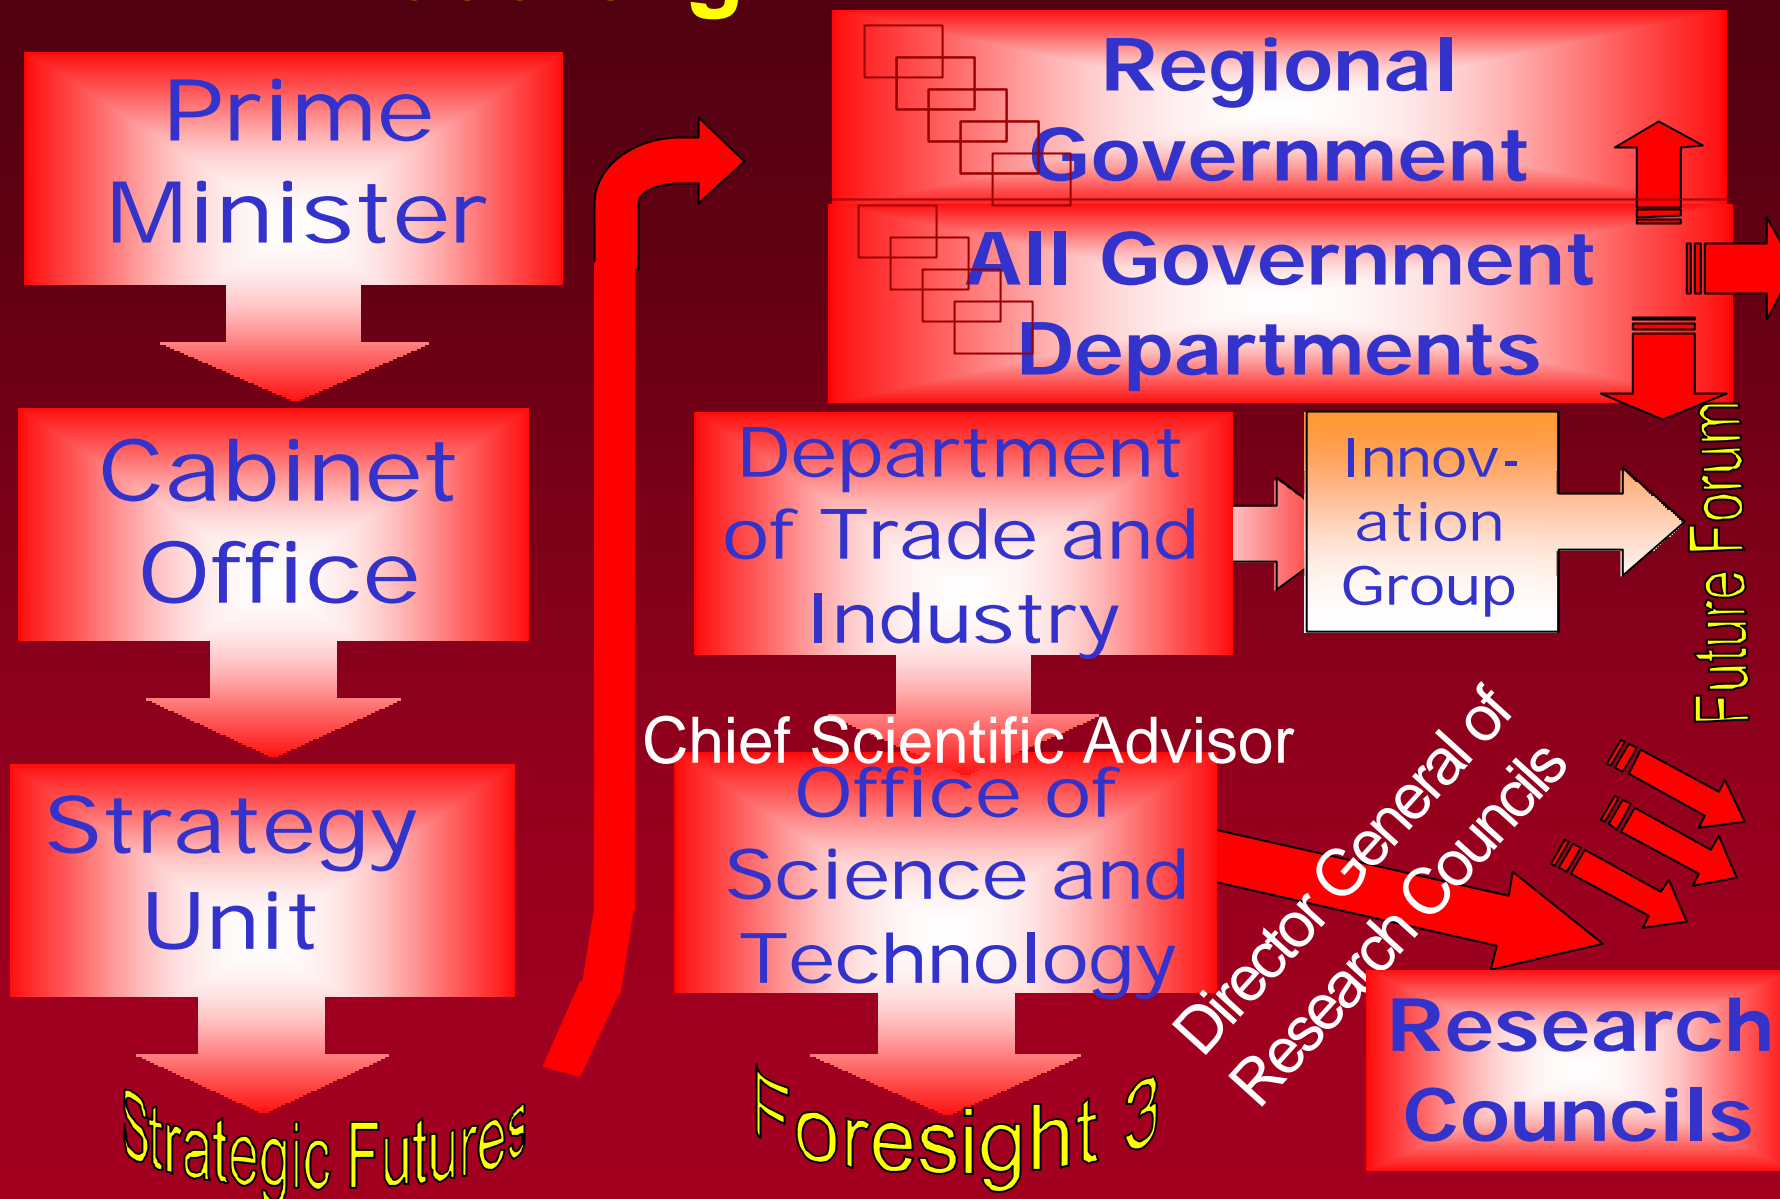 Prime
Minister
Cabinet
Office
Strategy
Unit
Strategic Futures
Regional
Government
All Government
Departments
Department
of Trade and
Industry
Innov-
ation
Group
Future Forum
Chief Scientific Advisor
Office of
Science and
Technology
Foresight 3
Director General of
Research Councils
Research
Councils